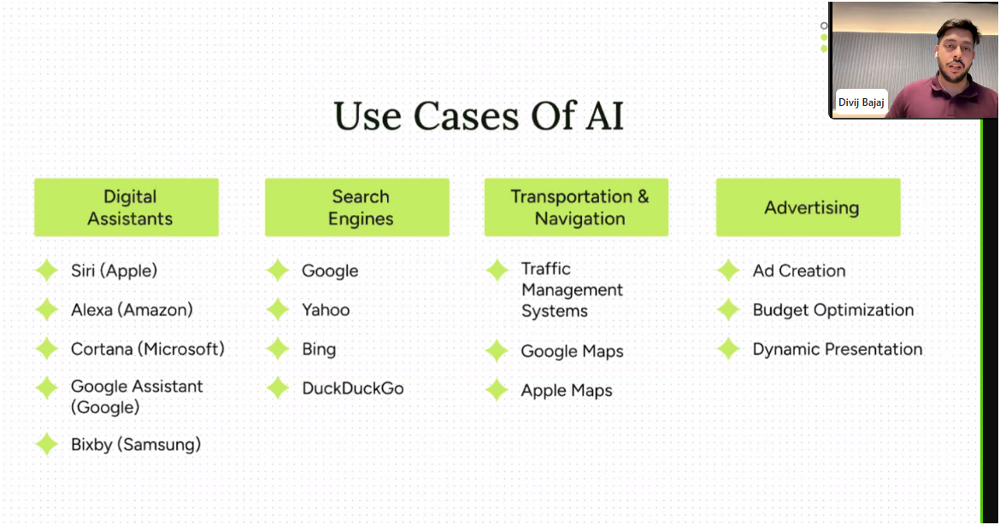 Divij Bajaj
Use Cases Of AI
Digital
Assistants
Siri (Apple)
Alexa (Amazon)
Cortana (Microsoft)
Google Assistant
(Google)
Bixby (Samsung)
Search
Engines
Google
Yahoo
Bing
DuckDuckGo
Transportation &
Navigation
Traffic
Management
Systems
Google Maps
Apple Maps
Advertising
Ad Creation
Budget Optimization
Dynamic Presentation